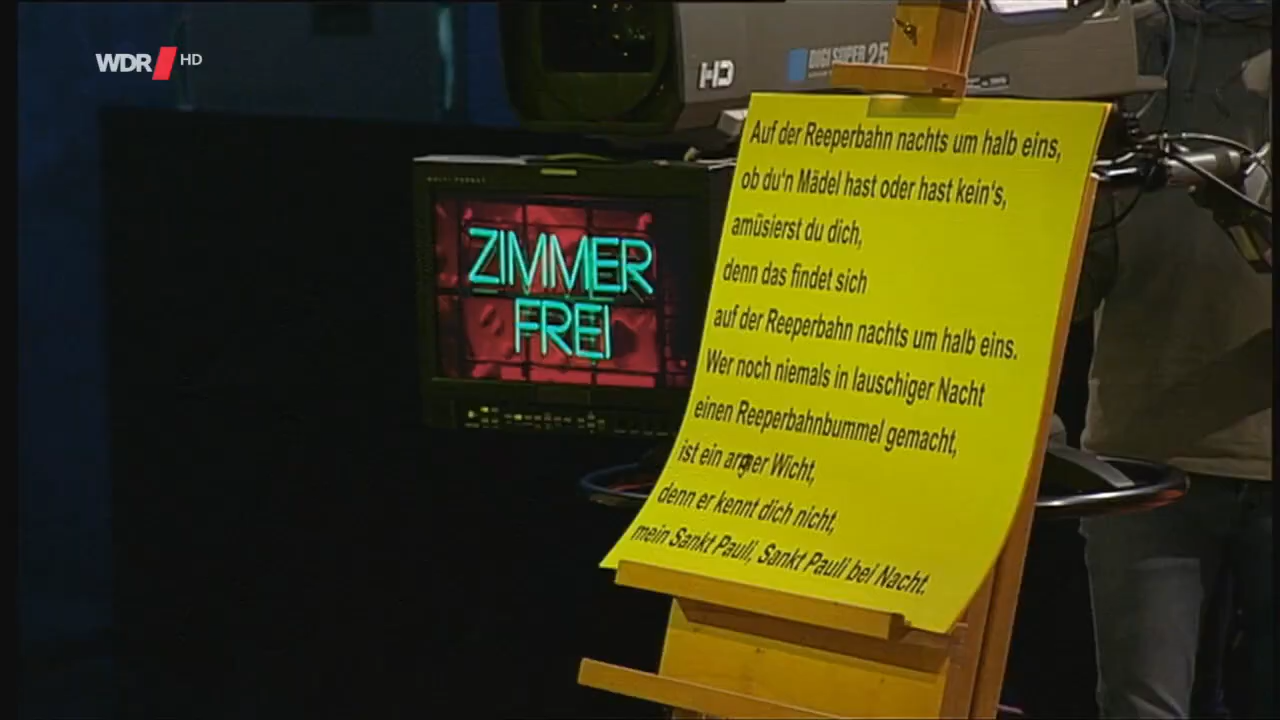 WDR HD
HD
DIGI SUPER 25
Auf der Reeperbahn nachts um halb eins,
ob du'n Mädel hast oder hast kein's,
amüsierst du dich,
denn das findet sich
auf der Reeperbahn nachts um halb eins.
Wer noch niemals in lauschiger Nacht
einen Reeperbahnbummel gemacht,
ist ein armer Wicht,
denn er kennt dich nicht,
mein Sankt Pauli, Sankt Pauli bei Nacht.
ZIMMER
FREI